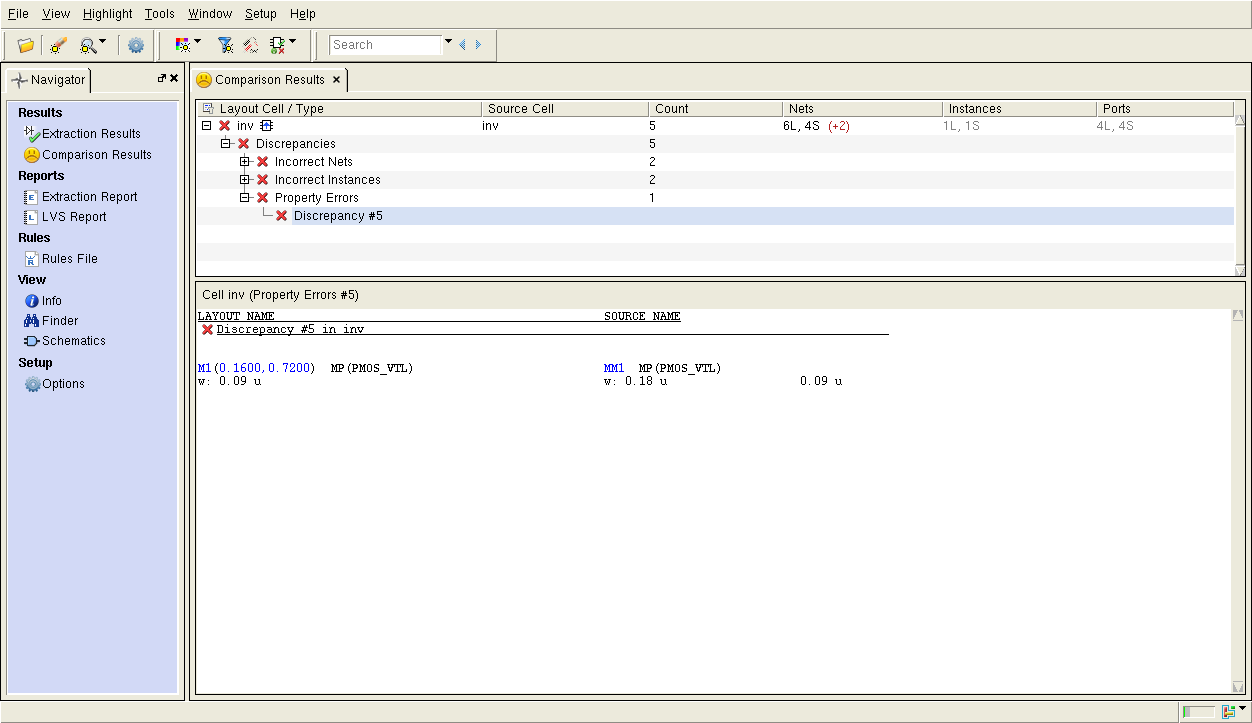 File View Highlight Tools Window Setup Help
Search
Navigator
Results
Extraction Results
Comparison Results
Reports
Extraction Report
LVS Report
Rules
Rules File
View
Info
Finder
Schematics
Setup
Options
Comparison Results
Layout Cell / Type Source Cell Count Nets Instances Ports
inv inv 5 6L, 4S (+2) 1L, 1S 4L, 4S
Discrepancies 5
Incorrect Nets 2
Incorrect Instances 2
Property Errors 1
Discrepancy #5
Cell inv (Property Errors #5)
LAYOUT NAME SOURCE NAME
Discrepancy #5 in inv
M1(0.1600,0.7200) MP(PMOS_VTL) MM1 MP(PMOS_VTL)
w: 0.09 u w: 0.18 u 0.09 u